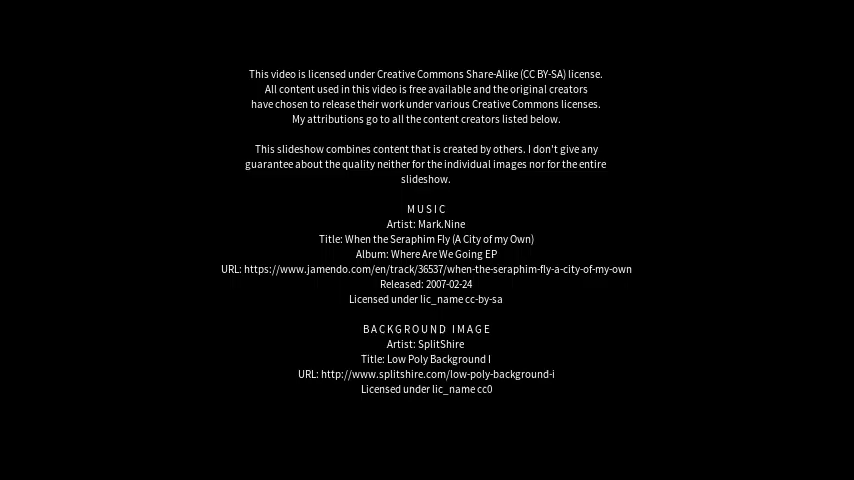 This video is licensed under Creative Commons Share-Alike (CC BY-SA) license.
All content used in this video is free available and the original creators
have chosen to release their work under various Creative Commons licenses.
My attributions go to all the content creators listed below.
This slideshow combines content that is created by others. I don't give any
guarantee about the quality neither for the individual images nor for the entire
slideshow.
MUSIC
Artist: Mark.Nine
Title: When the Seraphim Fly (A City of my Own)
Album: Where Are We Going EP
URL: https://www.jamendo.com/en/track/36537/when-the-seraphim-fly-a-city-of-my-own
Released: 2007-02-24
Licensed under lic_name cc-by-sa
BACKGROUND IMAGE
Artist: SplitShire
Title: Low Poly Background I
URL: http://www.splitshire.com/low-poly-background-i
Licensed under lic_name cc0